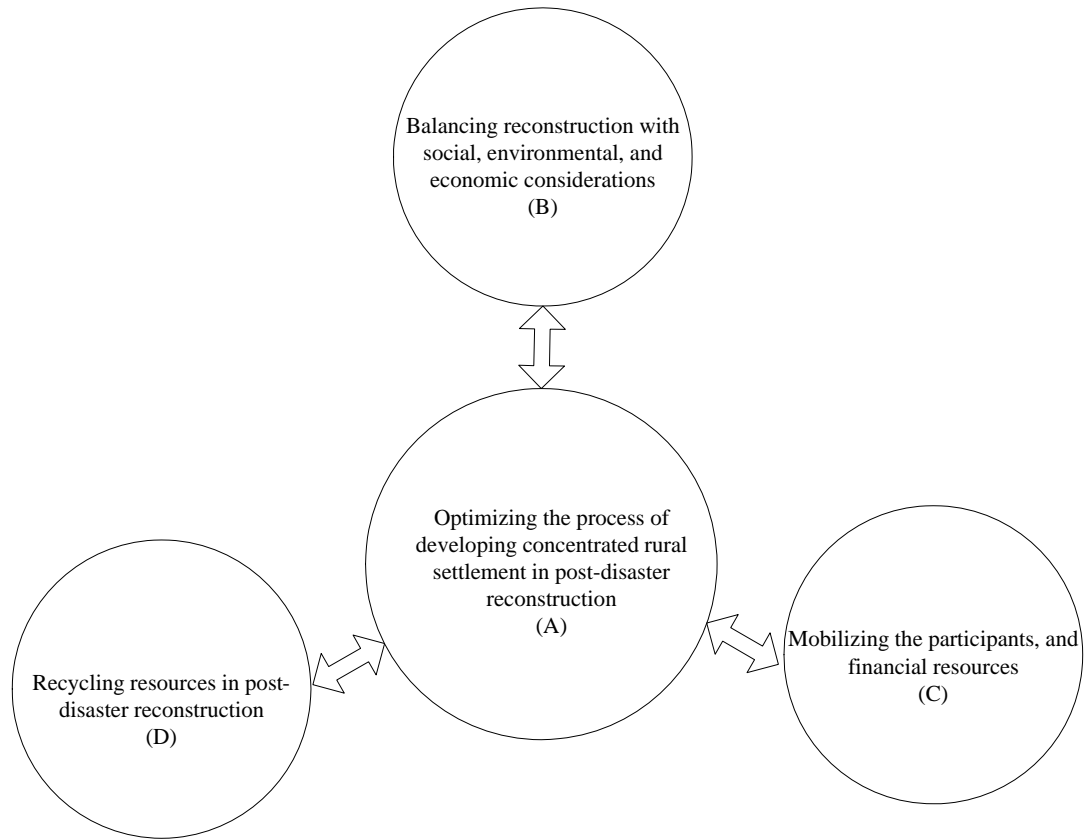 Balancing reconstruction with
social, environmental, and
economic considerations
(B)
Optimizing the process of
developing concentrated rural
settlement in post-disaster
reconstruction
(A)
Mobilizing the participants, and
financial resources
(C)
Recycling resources in post-
disaster reconstruction
(D)